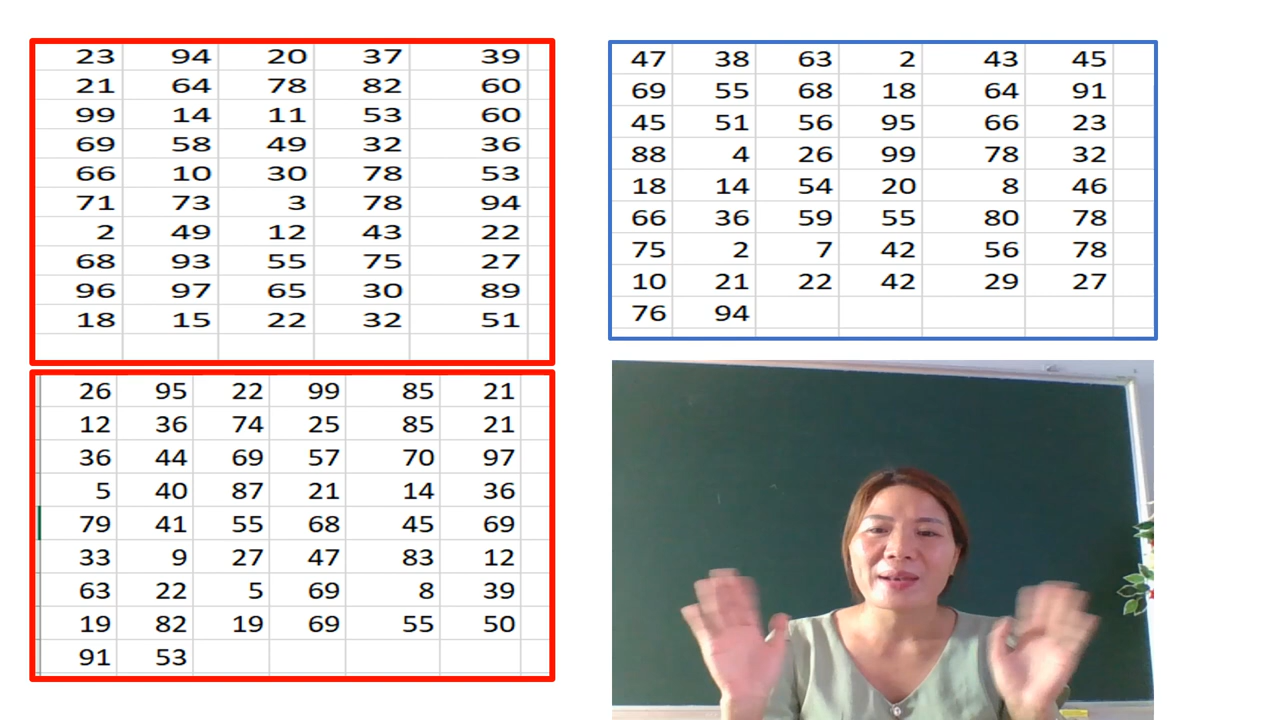 23 94 20 37 39
21 64 78 82 60
99 14 11 53 60
69 58 49 32 36
66 10 30 78 53
71 73 3 78 94
2 49 12 43 22
68 93 55 75 27
96 97 65 30 89
18 15 22 32 51
47 38 63 2 43 45
69 55 68 18 64 91
45 51 56 95 66 23
88 4 26 99 78 32
18 14 54 20 8 46
66 36 59 55 80 78
75 2 7 42 56 78
10 21 22 42 29 27
76 94
26 95 22 99 85 21
12 36 74 25 85 21
36 44 69 57 70 97
5 40 87 21 14 36
79 41 55 68 45 69
33 9 27 47 83 12
63 22 5 69 8 39
19 82 19 69 55 50
91 53